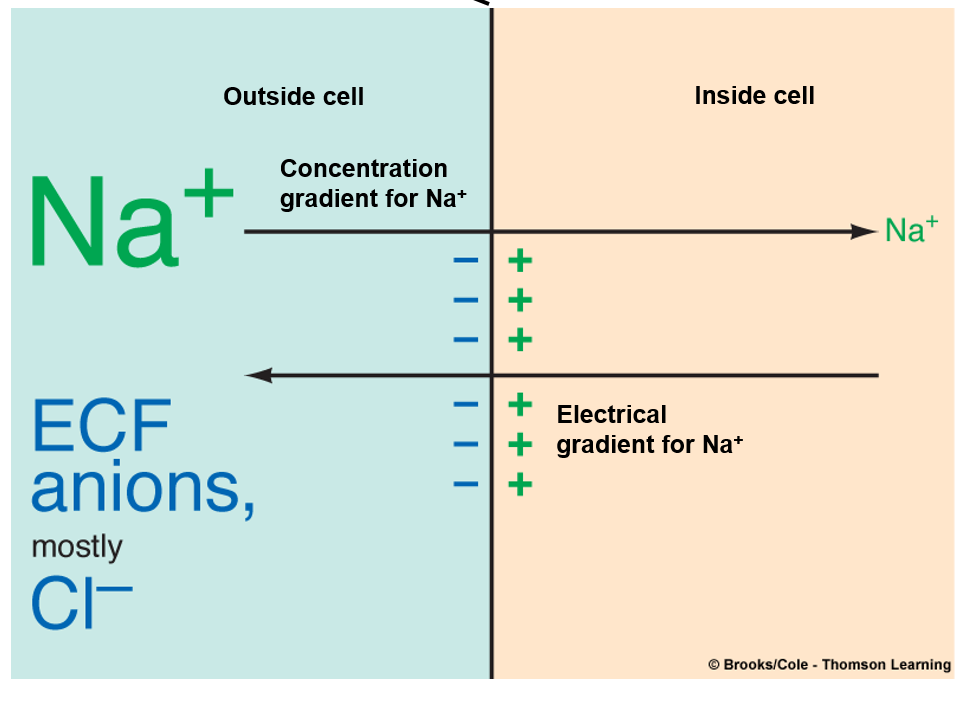 Outside cell
Inside cell
Concentration
gradient for Na⁺
Na⁺
Na⁺
– +
– +
– +
– +
– +
– +
Electrical
gradient for Na⁺
ECF
anions,
mostly
Cl⁻
© Brooks/Cole - Thomson Learning